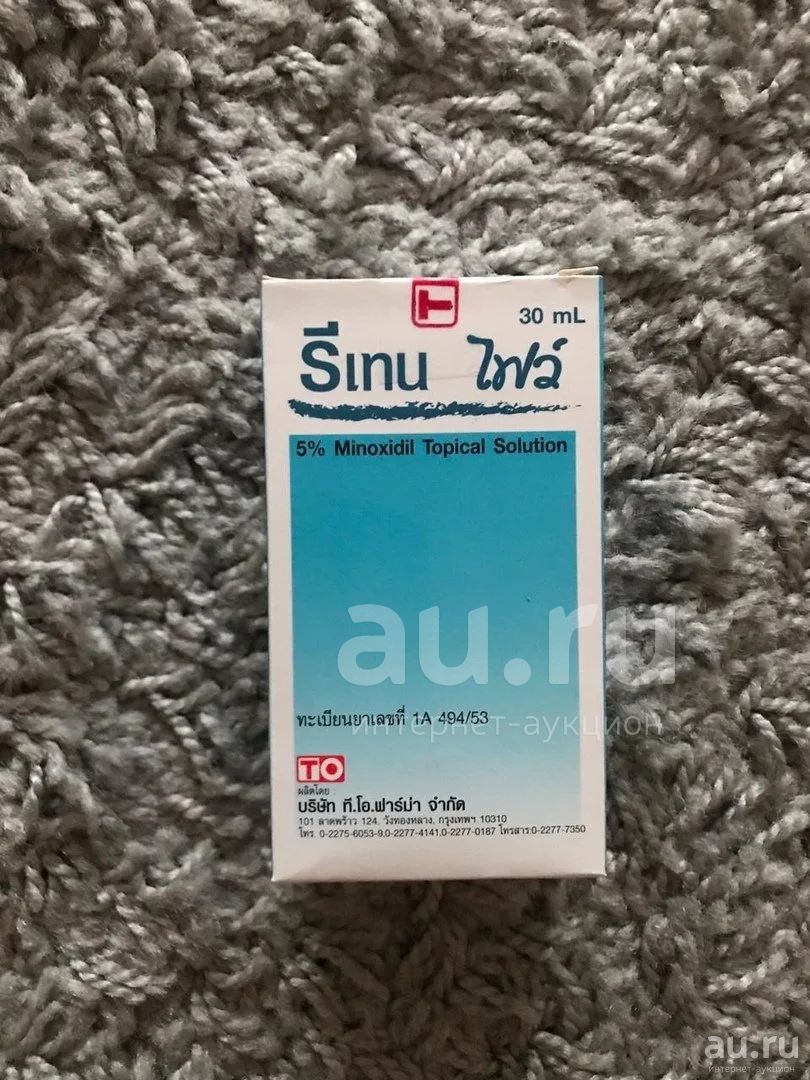 T
30 mL
รีเทน ไฟว์
5% Minoxidil Topical Solution
au.ru
ทะเบียนยาเลขที่ 1A 494/53
интернет-аукцион
TO
ผลิตโดย :
บริษัท ที.โอ.ฟาร์ม่า จำกัด
101 ลาดพร้าว 124, วังทองหลาง, กรุงเทพฯ 10310
โทร. 0-2275-6053-9,0-2277-4141,0-2277-0187 โทรสาร:0-2277-7350
au.ru
интернет-аукцион